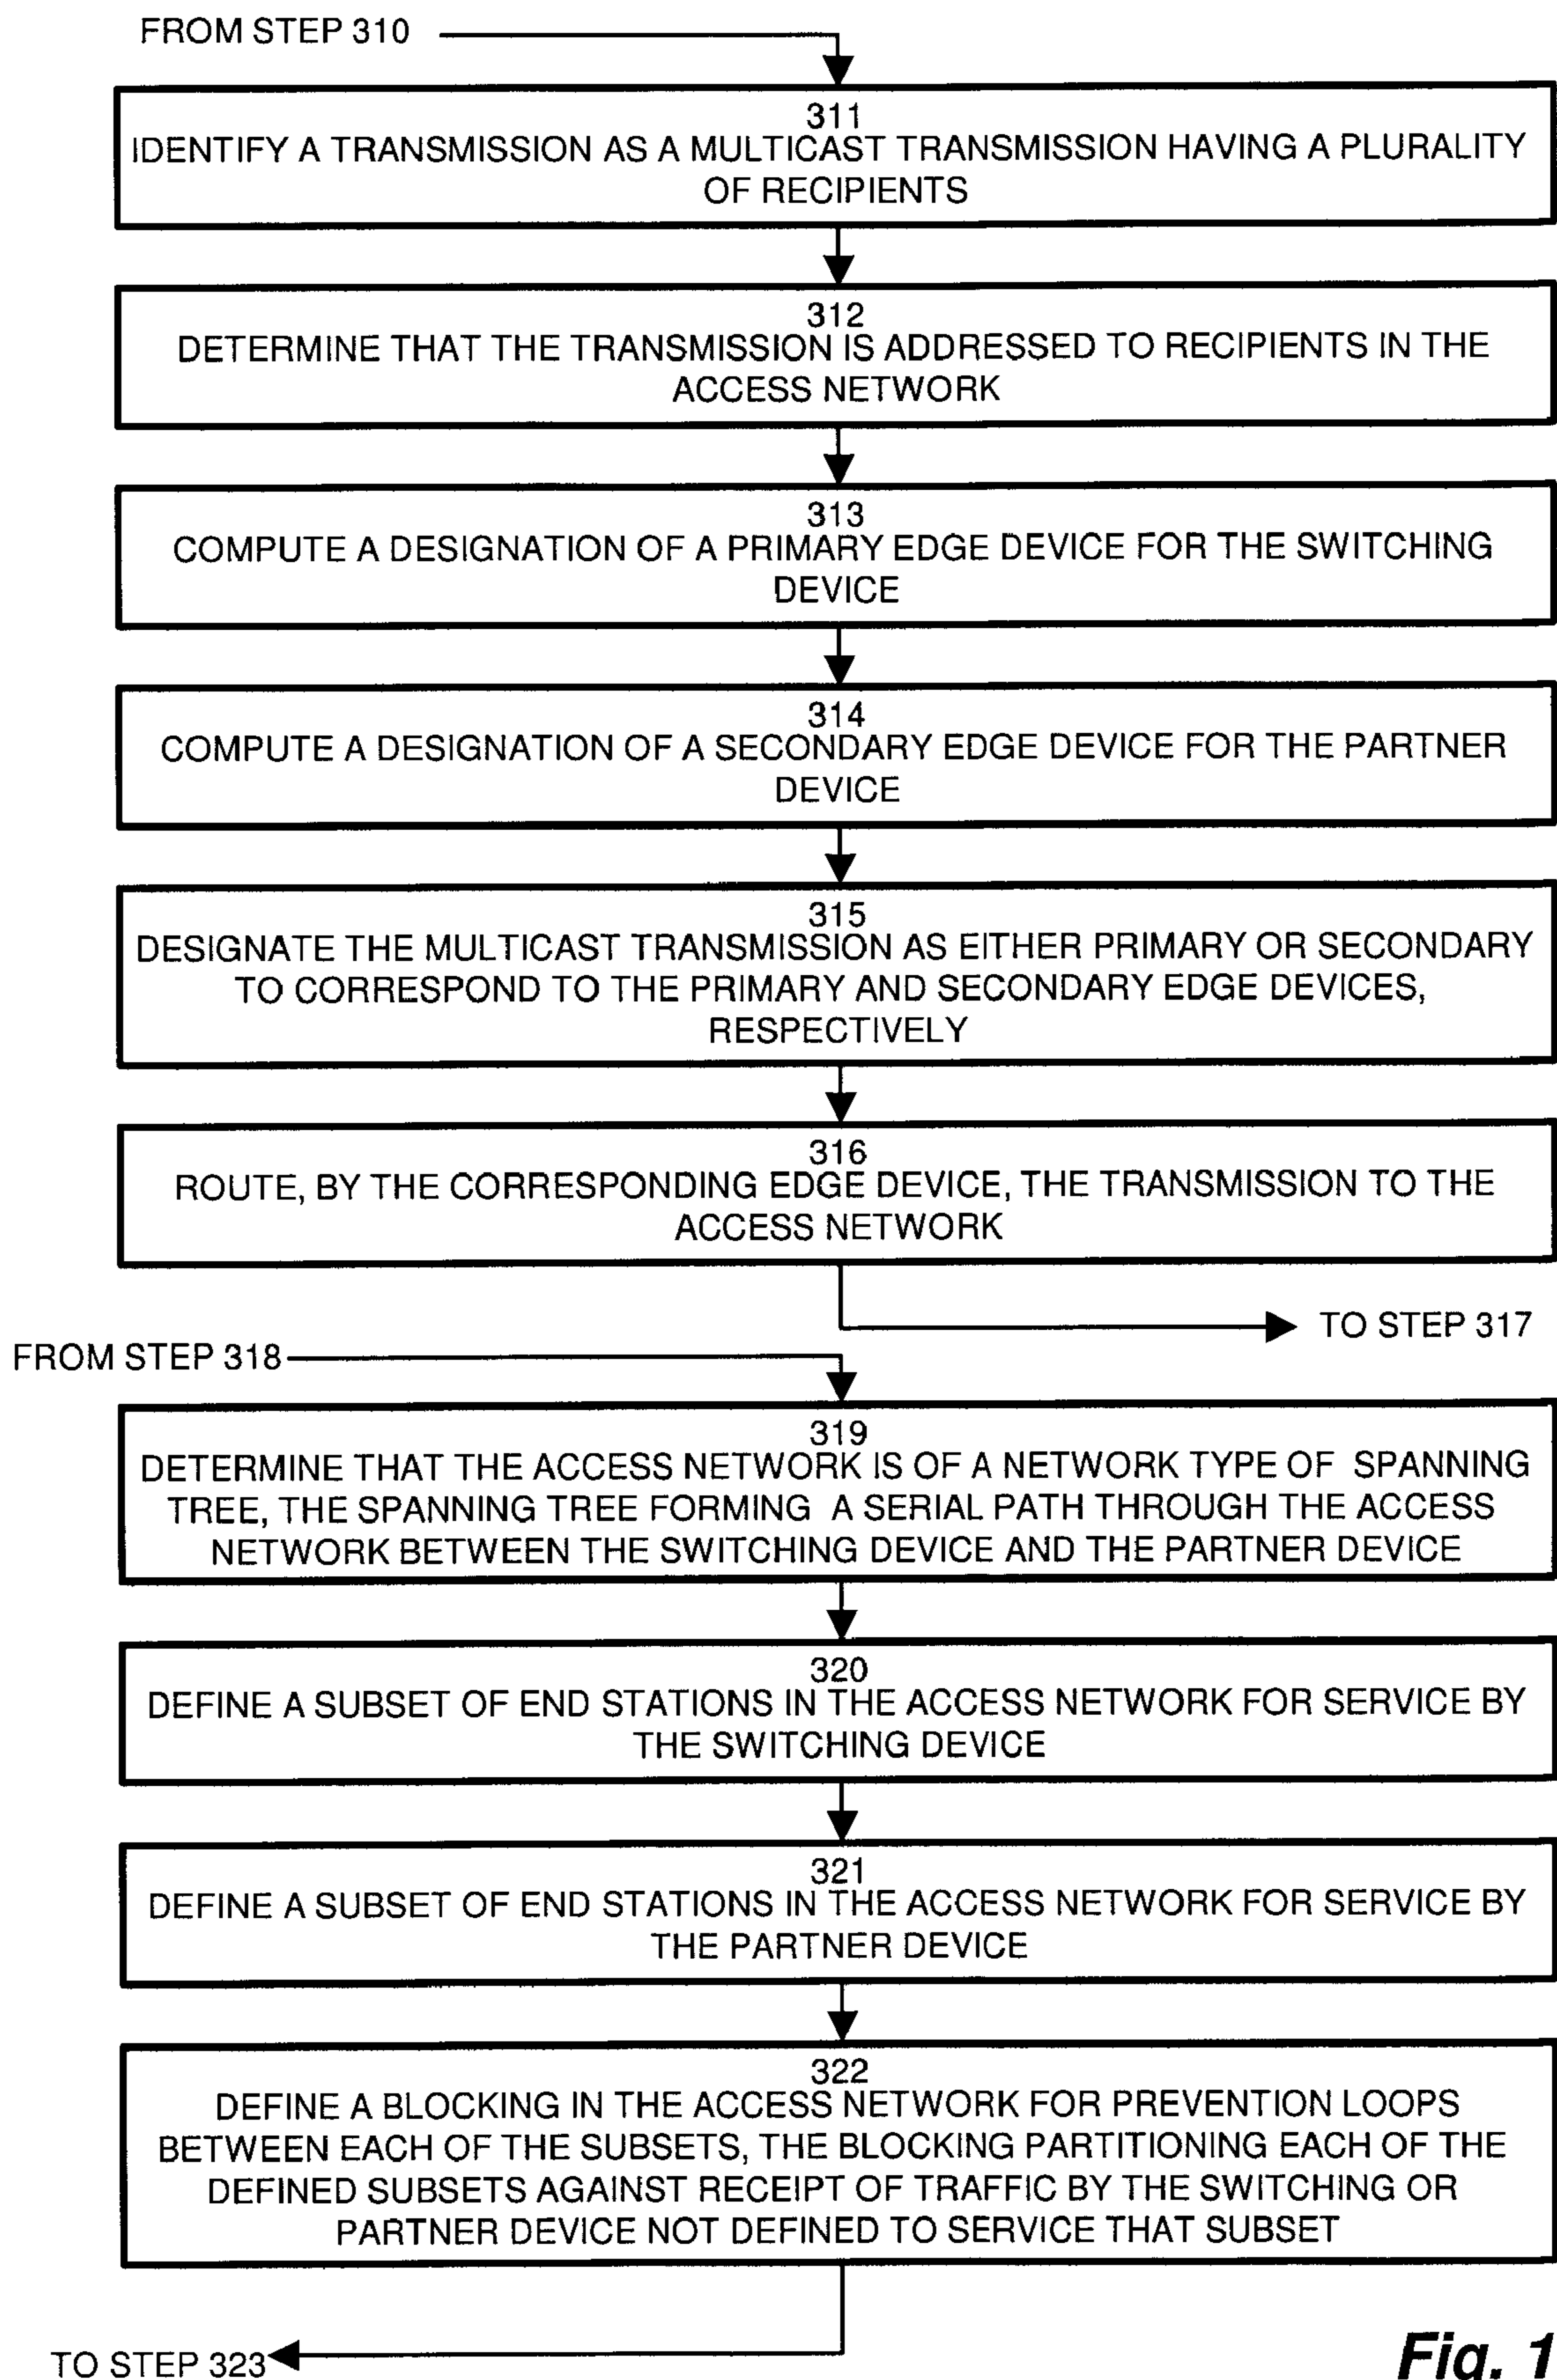 FROM STEP 310
311
IDENTIFY A TRANSMISSION AS A MULTICAST TRANSMISSION HAVING A PLURALITY
OF RECIPIENTS
312
DETERMINE THAT THE TRANSMISSION IS ADDRESSED TO RECIPIENTS IN THE
ACCESS NETWORK
313
COMPUTE A DESIGNATION OF A PRIMARY EDGE DEVICE FOR THE SWITCHING
DEVICE
314
COMPUTE A DESIGNATION OF A SECONDARY EDGE DEVICE FOR THE PARTNER
DEVICE
315
DESIGNATE THE MULTICAST TRANSMISSION AS EITHER PRIMARY OR SECONDARY
TO CORRESPOND TO THE PRIMARY AND SECONDARY EDGE DEVICES,
RESPECTIVELY
316
ROUTE, BY THE CORRESPONDING EDGE DEVICE, THE TRANSMISSION TO THE
ACCESS NETWORK
TO STEP 317
FROM STEP 318
319
DETERMINE THAT THE ACCESS NETWORK IS OF A NETWORK TYPE OF SPANNING
TREE, THE SPANNING TREE FORMING A SERIAL PATH THROUGH THE ACCESS
NETWORK BETWEEN THE SWITCHING DEVICE AND THE PARTNER DEVICE
320
DEFINE A SUBSET OF END STATIONS IN THE ACCESS NETWORK FOR SERVICE BY
THE SWITCHING DEVICE
321
DEFINE A SUBSET OF END STATIONS IN THE ACCESS NETWORK FOR SERVICE BY
THE PARTNER DEVICE
322
DEFINE A BLOCKING IN THE ACCESS NETWORK FOR PREVENTION LOOPS
BETWEEN EACH OF THE SUBSETS, THE BLOCKING PARTITIONING EACH OF THE
DEFINED SUBSETS AGAINST RECEIPT OF TRAFFIC BY THE SWITCHING OR
PARTNER DEVICE NOT DEFINED TO SERVICE THAT SUBSET
TO STEP 323
Fig. 1